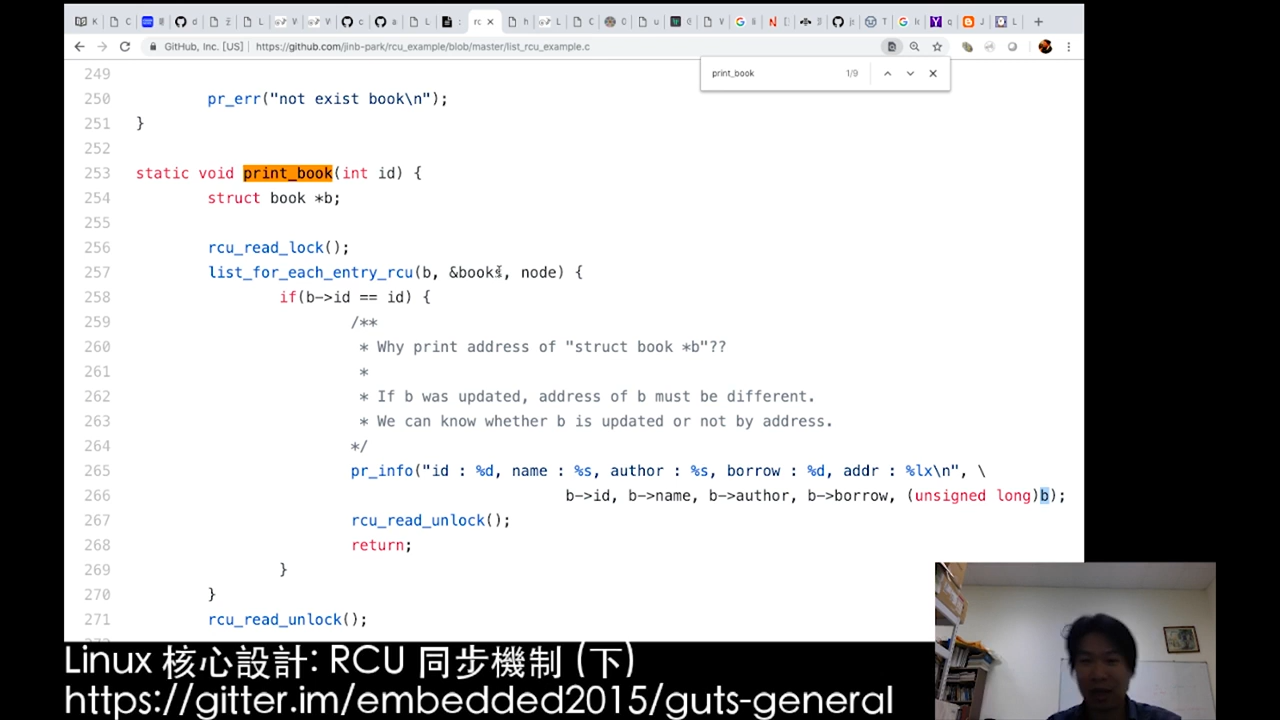 GitHub, Inc. [US] https://github.com/jinb-park/rcu_example/blob/master/list_rcu_example.c
print_book 1/9
249
250 pr_err("not exist book\n");
251 }
252
253 static void print_book(int id) {
254 struct book *b;
255
256 rcu_read_lock();
257 list_for_each_entry_rcu(b, &books, node) {
258 if(b->id == id) {
259 /**
260 * Why print address of "struct book *b"??
261 *
262 * If b was updated, address of b must be different.
263 * We can know whether b is updated or not by address.
264 */
265 pr_info("id : %d, name : %s, author : %s, borrow : %d, addr : %lx\n", \
266 b->id, b->name, b->author, b->borrow, (unsigned long)b);
267 rcu_read_unlock();
268 return;
269 }
270 }
271 rcu_read_unlock();
Linux 核心設計: RCU 同步機制 (下)
https://gitter.im/embedded2015/guts-general